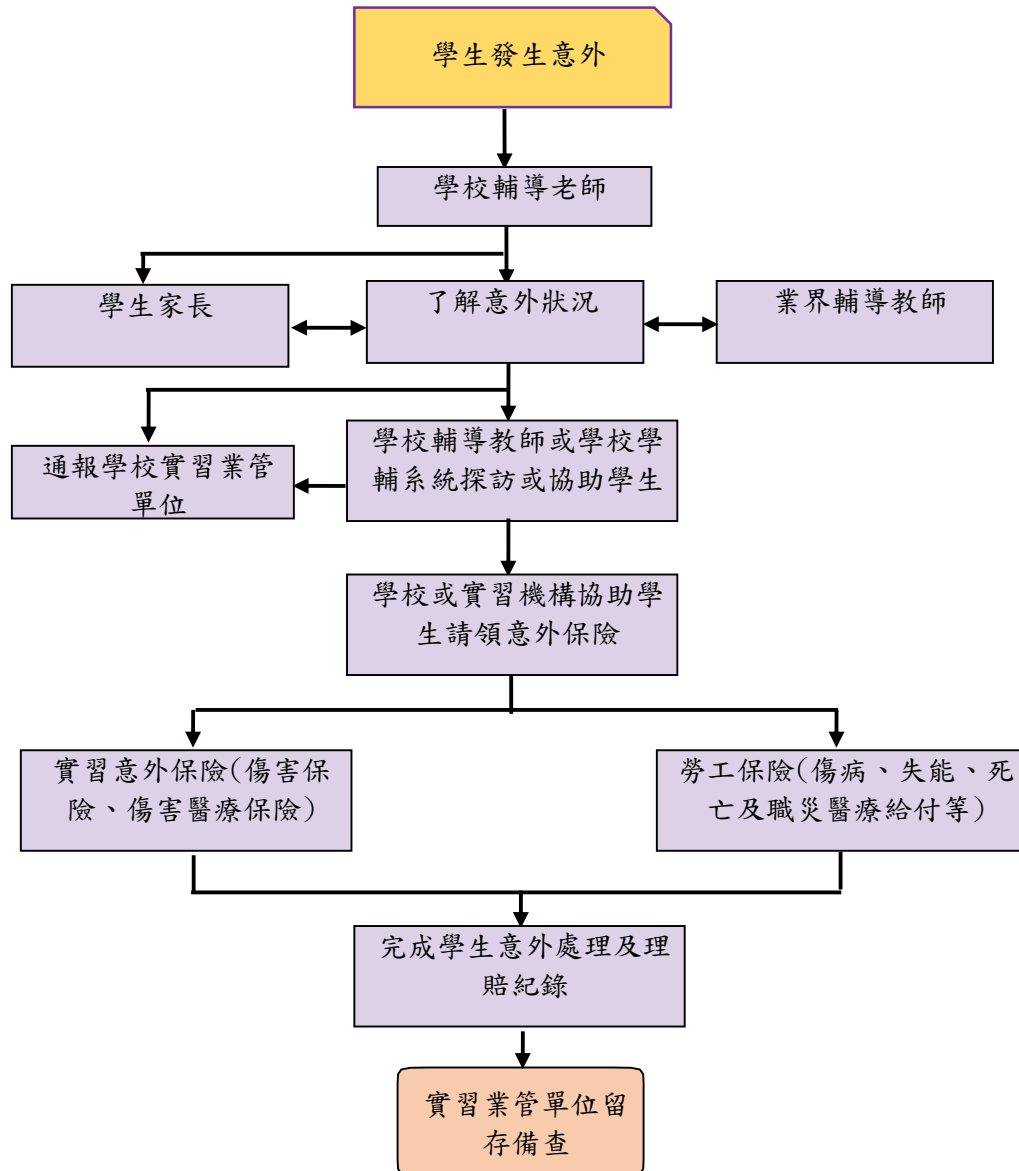 學生發生意外
學校輔導老師
學生家長
了解意外狀況
業界輔導教師
通報學校實習業管
單位
學校輔導教師或學校學
輔系統探訪或協助學生
學校或實習機構協助學
生請領意外保險
實習意外保險(傷害保
險、傷害醫療保險)
勞工保險(傷病、失能、死
亡及職災醫療給付等)
完成學生意外處理及理
賠紀錄
實習業管單位留
存備查